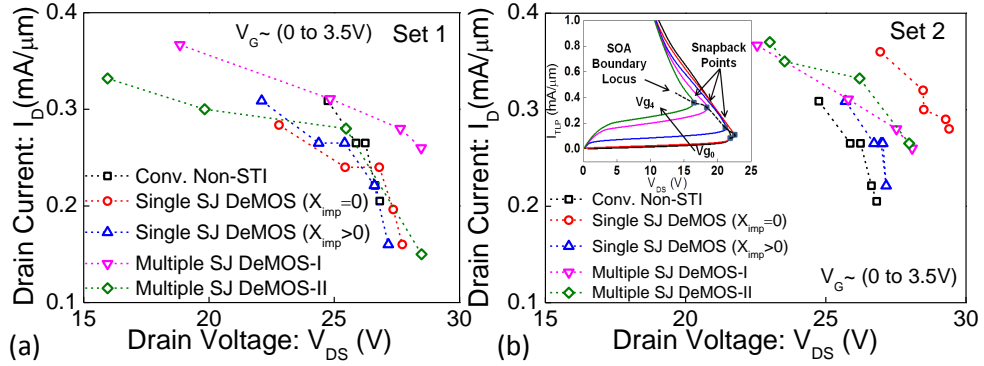 0.4
0.3
0.2
0.1
Drain Current: I_D(mA/μm)
V_G~ (0 to 3.5V)
Set 1
Conv. Non-STI
Single SJ DeMOS (X_imp=0)
Single SJ DeMOS (X_imp>0)
Multiple SJ DeMOS-I
Multiple SJ DeMOS-II
15 20 25 30
Drain Voltage: V_DS (V)
(a)
0.4
0.3
0.2
0.1
Drain Current: I_D(mA/μm)
Set 2
1.0
0.8
0.6
0.4
0.2
0.0
I_TLP (mA/μm)
SOA
Boundary
Locus
Snapback
Points
Vg_4
Vg_0
0 5 10 15 20 25
V_DS (V)
Conv. Non-STI
Single SJ DeMOS (X_imp=0)
Single SJ DeMOS (X_imp>0)
Multiple SJ DeMOS-I
Multiple SJ DeMOS-II
V_G~ (0 to 3.5V)
15 20 25 30
Drain Voltage: V_DS (V)
(b)